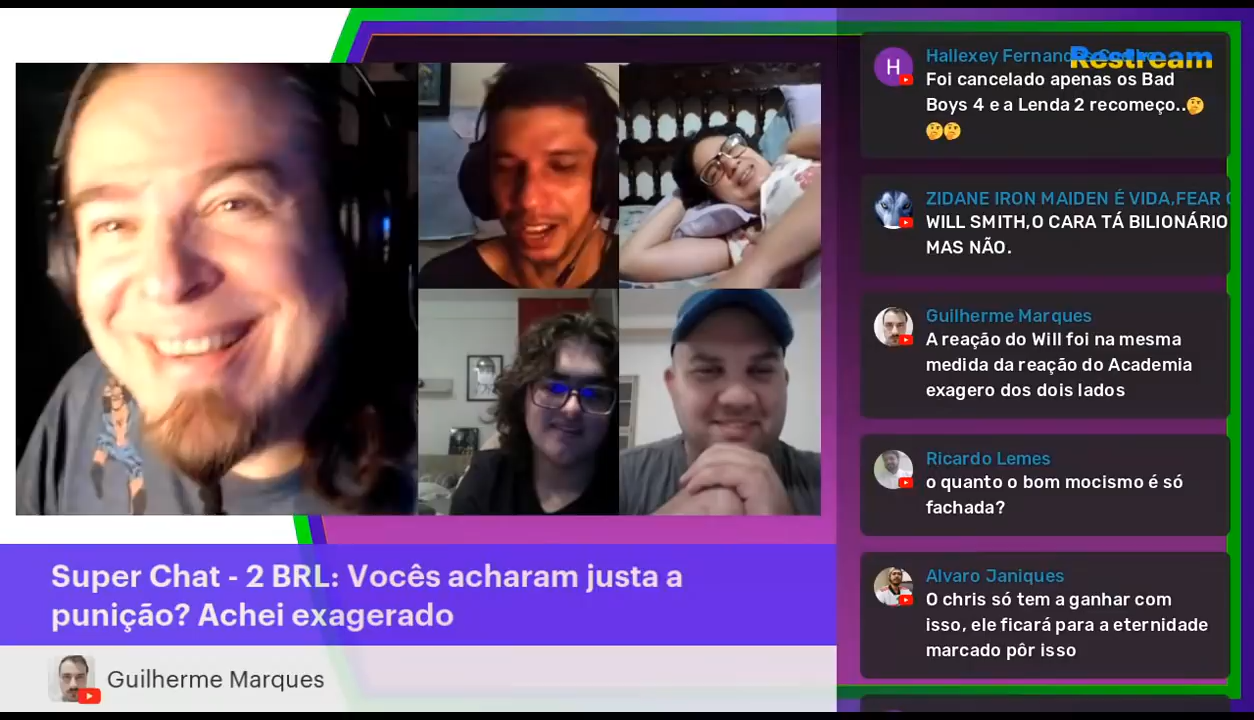 Restream
Hallexey Fernandes
Foi cancelado apenas os Bad
Boys 4 e a Lenda 2 recomeço..🤔
🤔🤔
ZIDANE IRON MAIDEN É VIDA,FEAR
WILL SMITH,O CARA TÁ BILIONÁRIO
MAS NÃO.
Guilherme Marques
A reação do Will foi na mesma
medida da reação do Academia
exagero dos dois lados
Ricardo Lemes
o quanto o bom mocismo é só
fachada?
Alvaro Janiques
O chris só tem a ganhar com
isso, ele ficará para a eternidade
marcado pôr isso
Super Chat - 2 BRL: Vocês acharam justa a
punição? Achei exagerado
Guilherme Marques
H